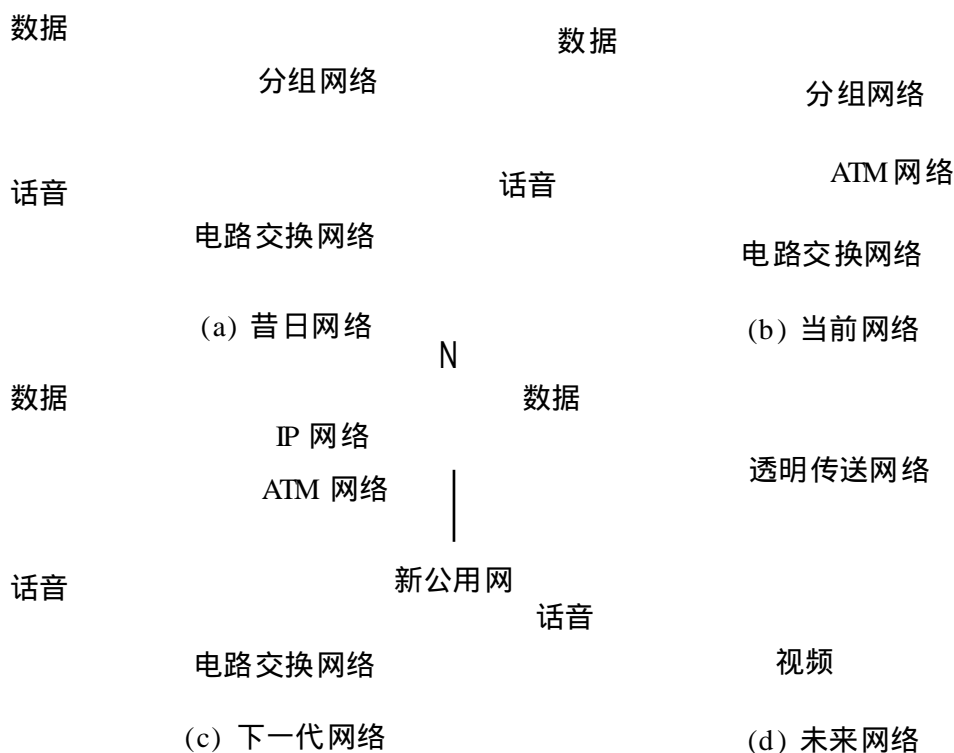 数据
数据
分组网络
分组网络
话音
话音
ATM 网络
电路交换网络
电路交换网络
(a) 昔日网络
(b) 当前网络
N
数据
数据
IP 网络
透明传送网络
ATM 网络
话音
新公用网
话音
电路交换网络
视频
(c) 下一代网络
(d) 未来网络